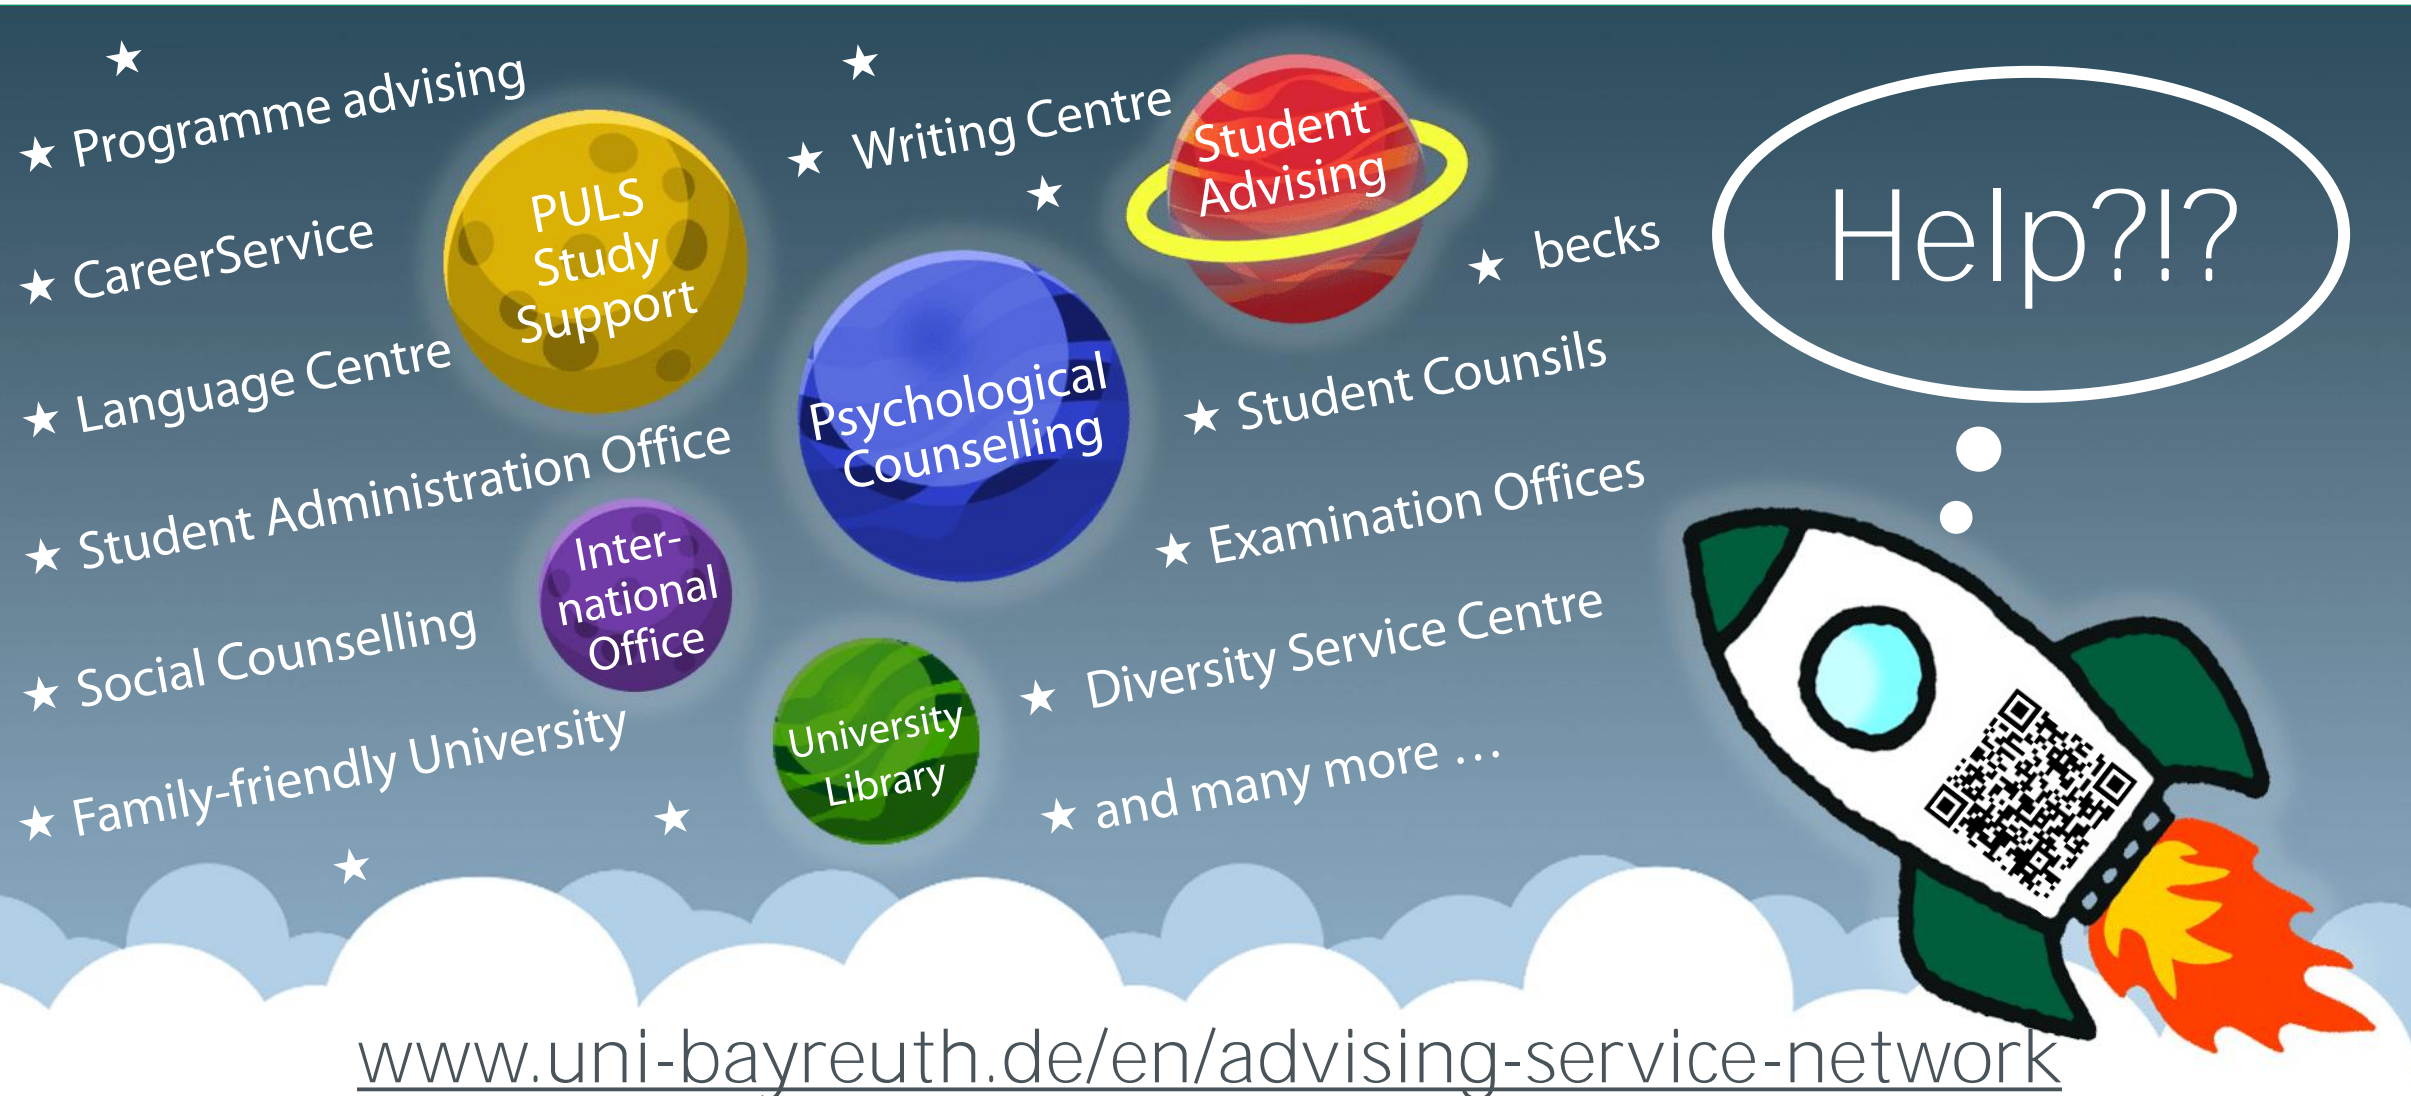 Programme advising
CareerService
Language Centre
Student Administration Office
Social Counselling
Family-friendly University
PULS
Study
Support
Inter-
national
Office
Writing Centre
Psychological
Counselling
University
Library
Student
Advising
becks
Student Counsils
Examination Offices
Diversity Service Centre
and many more …
Help?!?
www.uni-bayreuth.de/en/advising-service-network